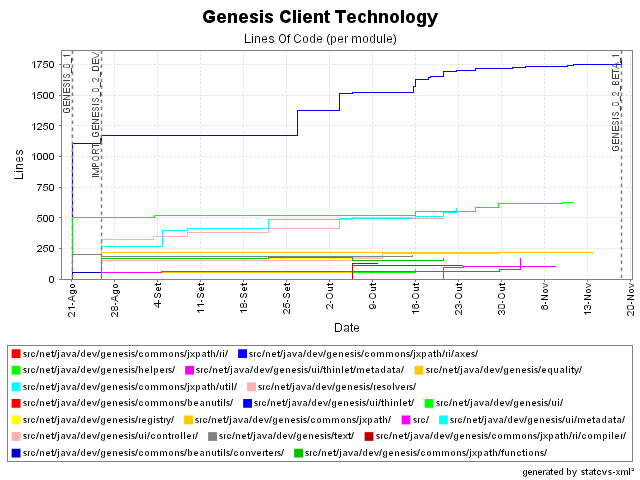 Genesis Client Technology
Lines Of Code (per module)
Lines
1750
1500
1250
1000
750
500
250
0
GENESIS_0_1
IMPORT_GENESIS_0_2_DEV
GENESIS_0_2_BETA_1
21-Ago
28-Ago
4-Set
11-Set
18-Set
25-Set
2-Out
9-Out
16-Out
23-Out
30-Out
6-Nov
13-Nov
20-Nov
Date
src/net/java/dev/genesis/commons/jxpath/ri/ src/net/java/dev/genesis/commons/jxpath/ri/axes/
src/net/java/dev/genesis/helpers/ src/net/java/dev/genesis/ui/thinlet/metadata/ src/net/java/dev/genesis/equality/
src/net/java/dev/genesis/commons/jxpath/util/ src/net/java/dev/genesis/resolvers/
src/net/java/dev/genesis/commons/beanutils/ src/net/java/dev/genesis/ui/thinlet/ src/net/java/dev/genesis/ui/
src/net/java/dev/genesis/registry/ src/net/java/dev/genesis/commons/jxpath/ src/ src/net/java/dev/genesis/ui/metadata/
src/net/java/dev/genesis/ui/controller/ src/net/java/dev/genesis/text/ src/net/java/dev/genesis/commons/jxpath/ri/compiler/
src/net/java/dev/genesis/commons/beanutils/converters/ src/net/java/dev/genesis/commons/jxpath/functions/
generated by statcvs-xml²